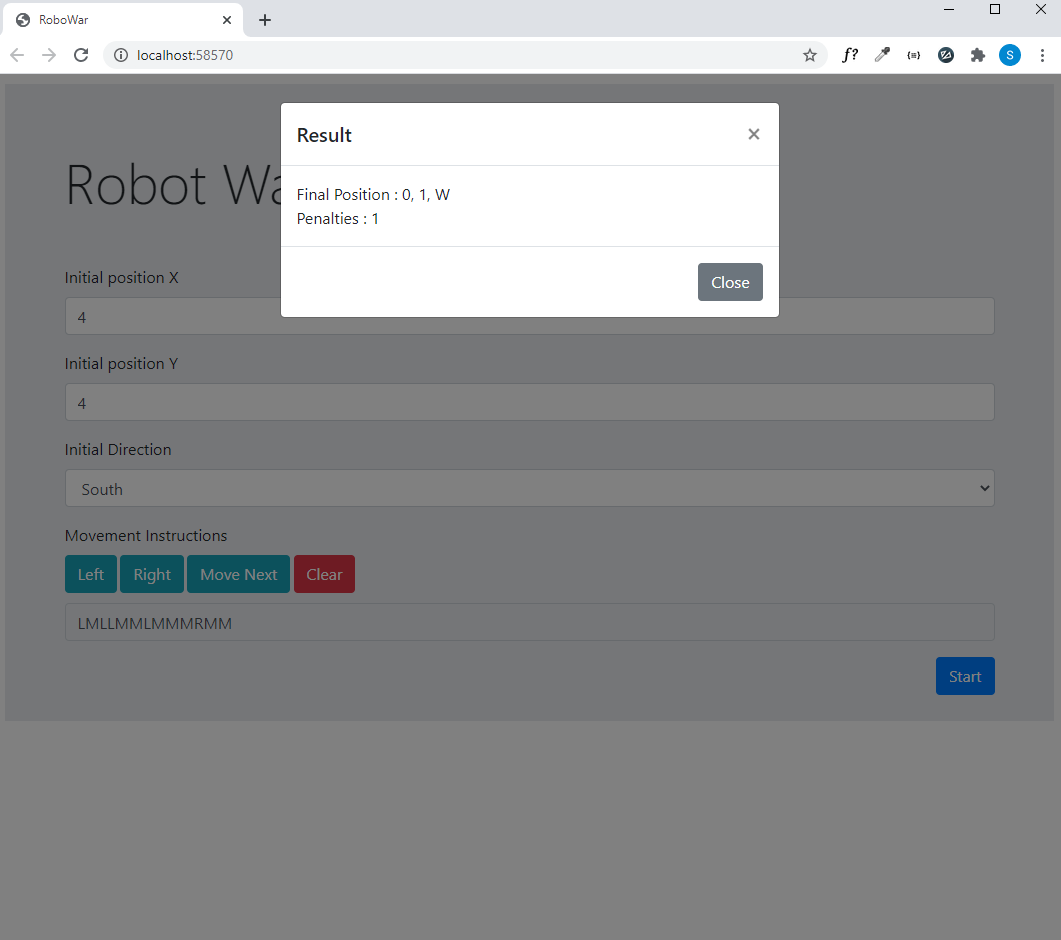 RoboWar
localhost:58570
f?
S
Result
Final Position : 0, 1, W
Penalties : 1
Close
Robot Wa
Initial position X
4
Initial position Y
4
Initial Direction
South
Movement Instructions
Left Right Move Next Clear
LMLLMMLMMMRMM
Start